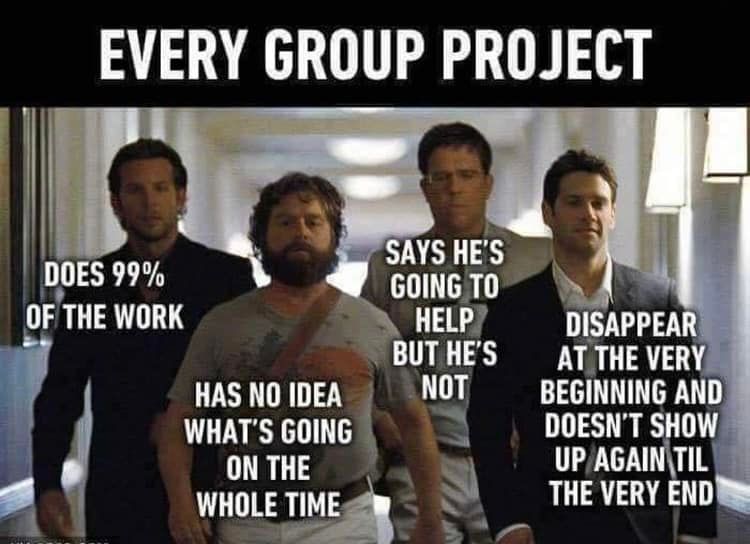 EVERY GROUP PROJECT
DOES 99%
OF THE WORK
HAS NO IDEA
WHAT'S GOING
ON THE
WHOLE TIME
SAYS HE'S
GOING TO
HELP
BUT HE'S
NOT
DISAPPEAR
AT THE VERY
BEGINNING AND
DOESN'T SHOW
UP AGAIN TIL
THE VERY END